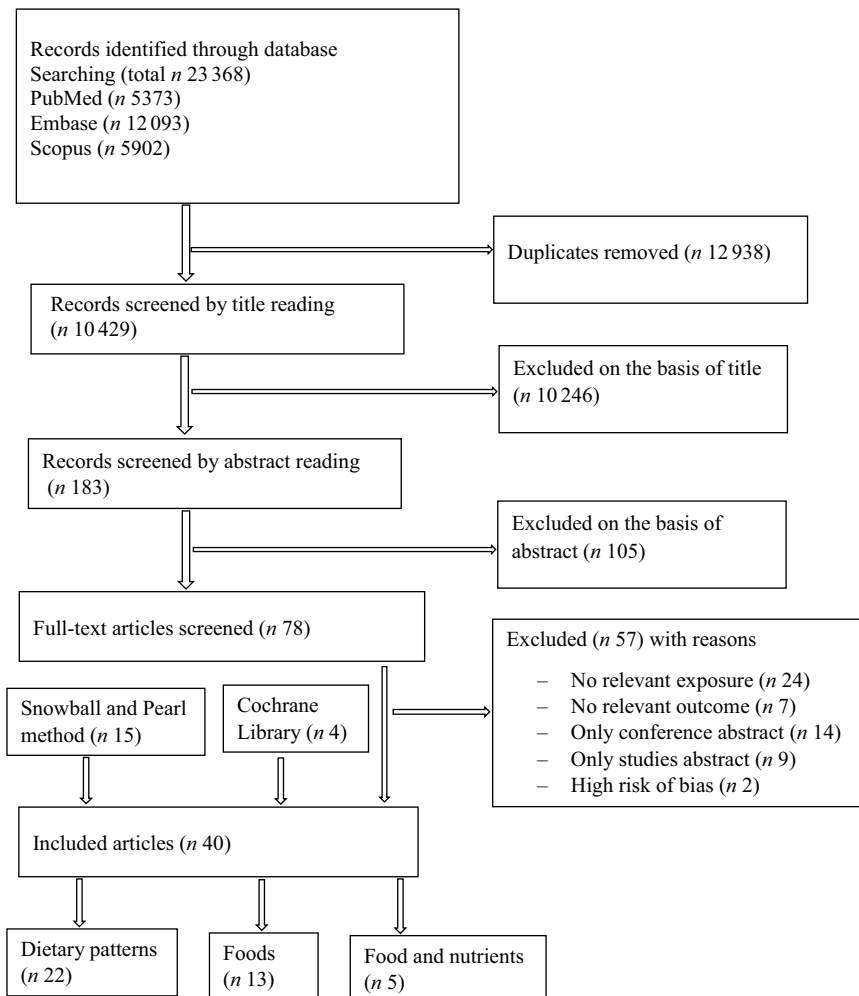 Records identified through database
Searching (total n 23 368)
PubMed (n 5373)
Embase (n 12 093)
Scopus (n 5902)
Duplicates removed (n 12 938)
Records screened by title reading
(n 10 429)
Excluded on the basis of title
(n 10 246)
Records screened by abstract reading
(n 183)
Excluded on the basis of
abstract (n 105)
Full-text articles screened (n 78)
Excluded (n 57) with reasons
– No relevant exposure (n 24)
– No relevant outcome (n 7)
– Only conference abstract (n 14)
– Only studies abstract (n 9)
– High risk of bias (n 2)
Snowball and Pearl
method (n 15)
Cochrane
Library (n 4)
Included articles (n 40)
Dietary patterns
(n 22)
Foods
(n 13)
Food and nutrients
(n 5)